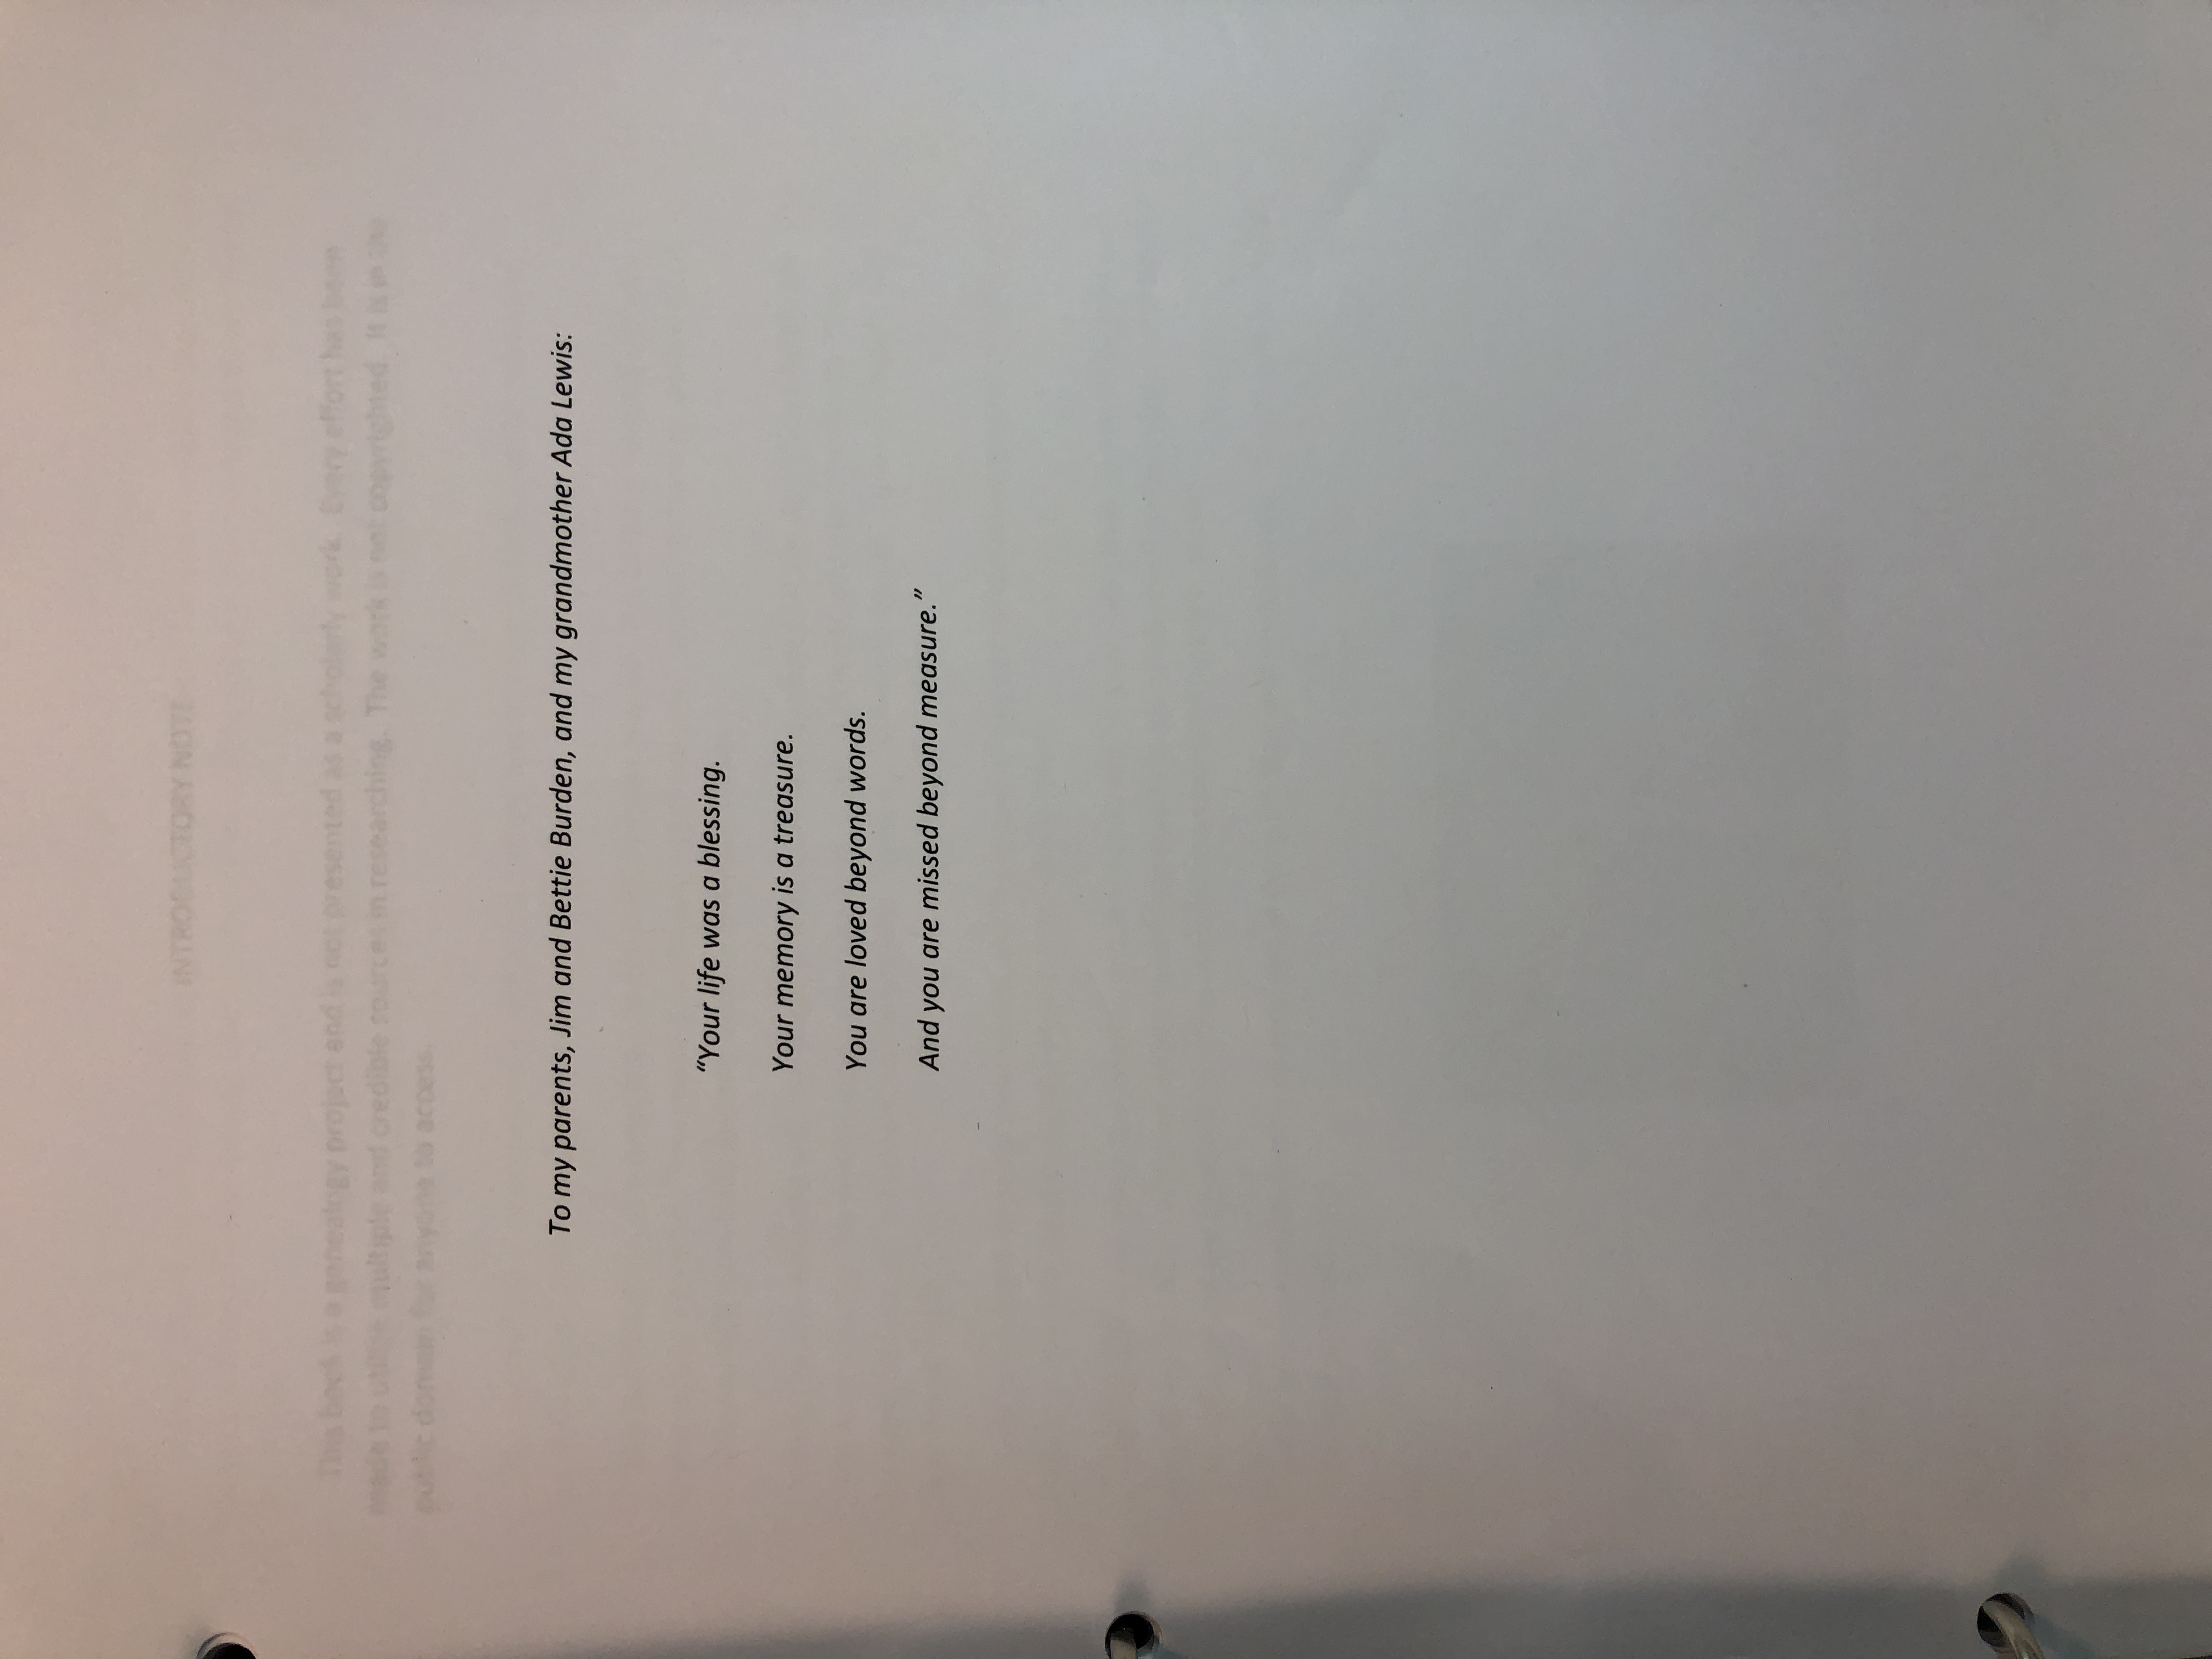 INTRODUCTORY NOTE
This book is a genealogy project and is not presented as a scholarly work. Every effort has been
made to utilize multiple and credible sources in researching. The work is not copyrighted. It is in the
public domain for anyone to access.
To my parents, Jim and Bettie Burden, and my grandmother Ada Lewis:
“Your life was a blessing.
Your memory is a treasure.
You are loved beyond words.
And you are missed beyond measure.”